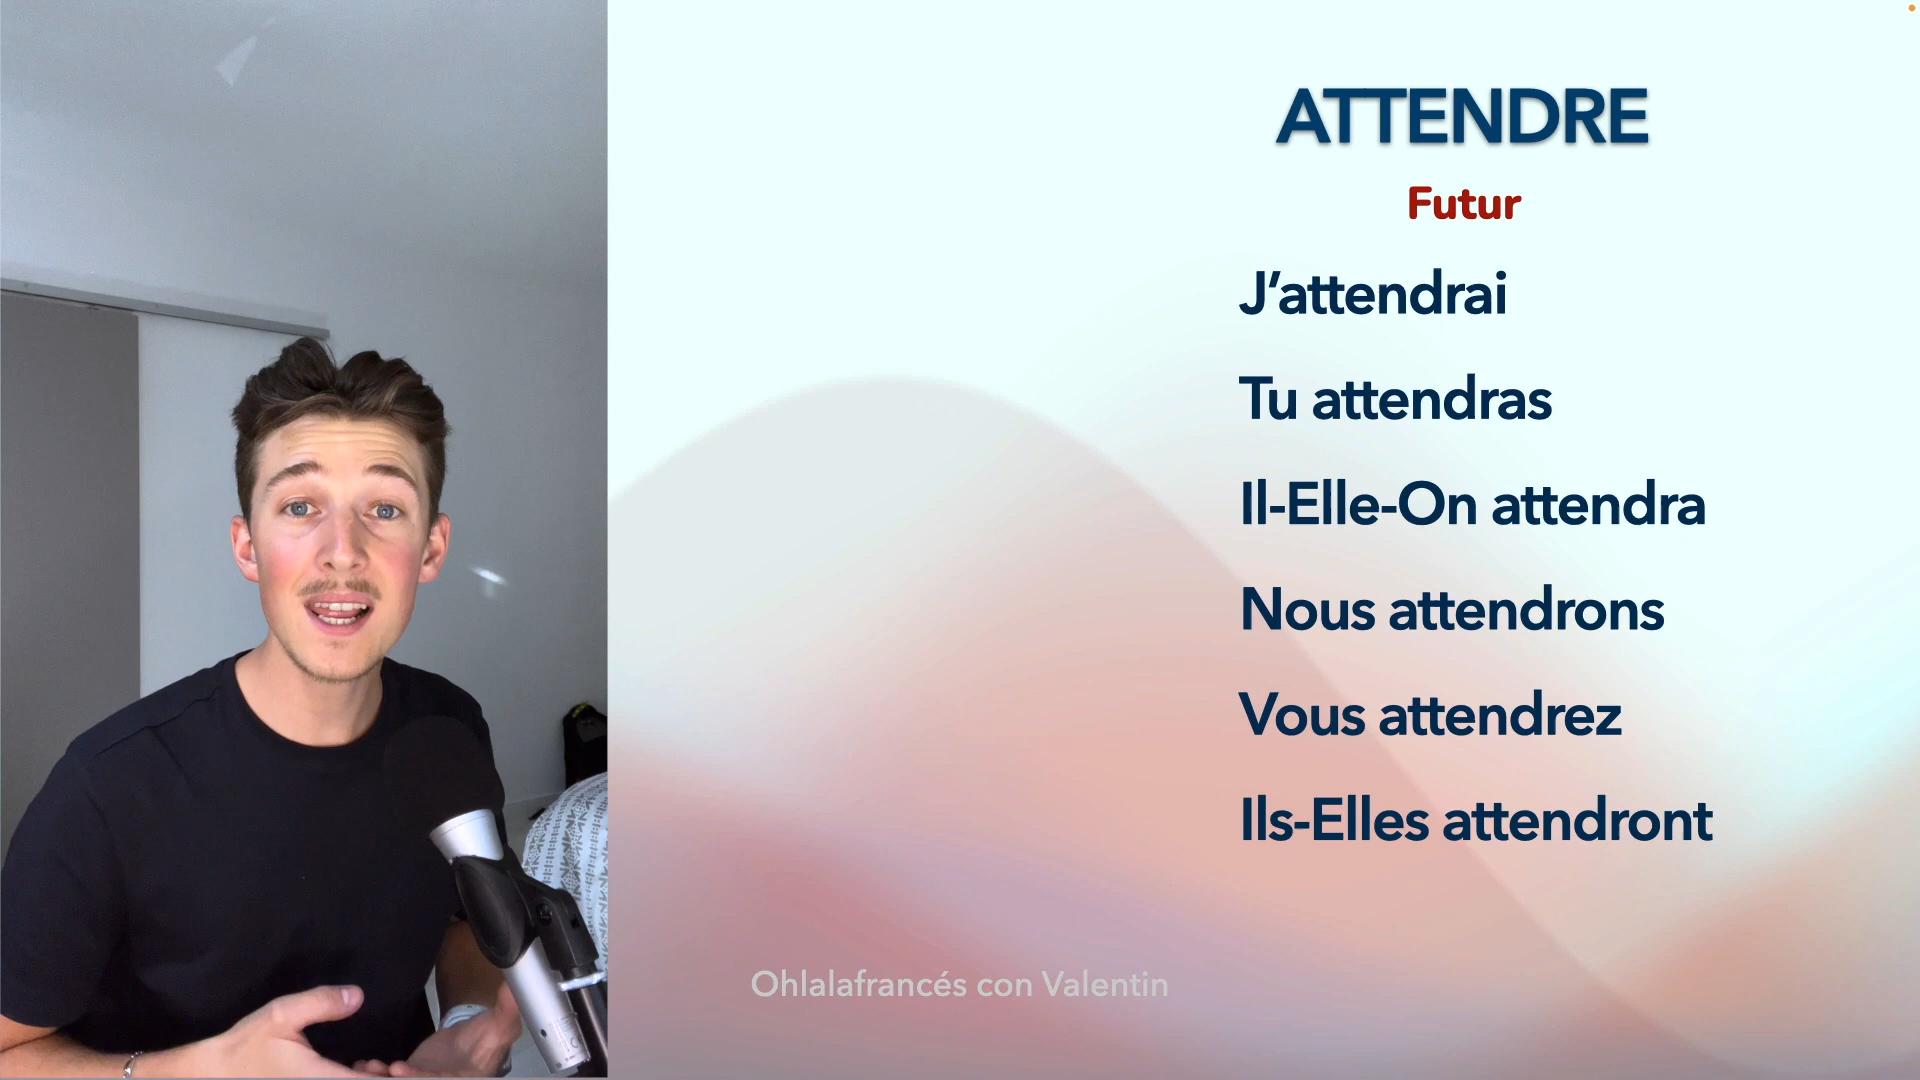 ATTENDRE
Futur
J’attendrai
Tu attendras
Il-Elle-On attendra
Nous attendrons
Vous attendrez
Ils-Elles attendront
Ohlalafrancés con Valentin